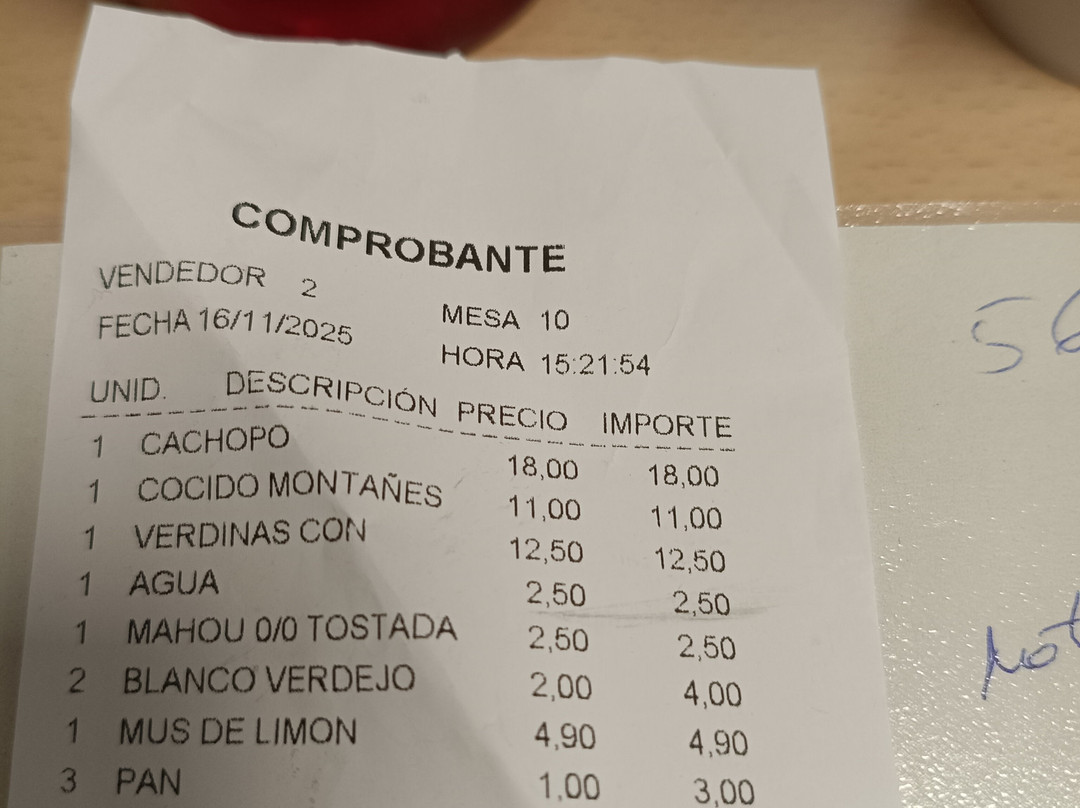 COMPROBANTE
VENDEDOR 2
MESA 10
FECHA 16/11/2025
HORA 15:21:54
UNID. DESCRIPCIÓN PRECIO IMPORTE
1 CACHOPO 18,00 18,00
1 COCIDO MONTAÑES 11,00 11,00
1 VERDINAS CON 12,50 12,50
1 AGUA 2,50 2,50
1 MAHOU 0/0 TOSTADA 2,50 2,50
2 BLANCO VERDEJO 2,00 4,00
1 MUS DE LIMON 4,90 4,90
3 PAN 1,00 3,00